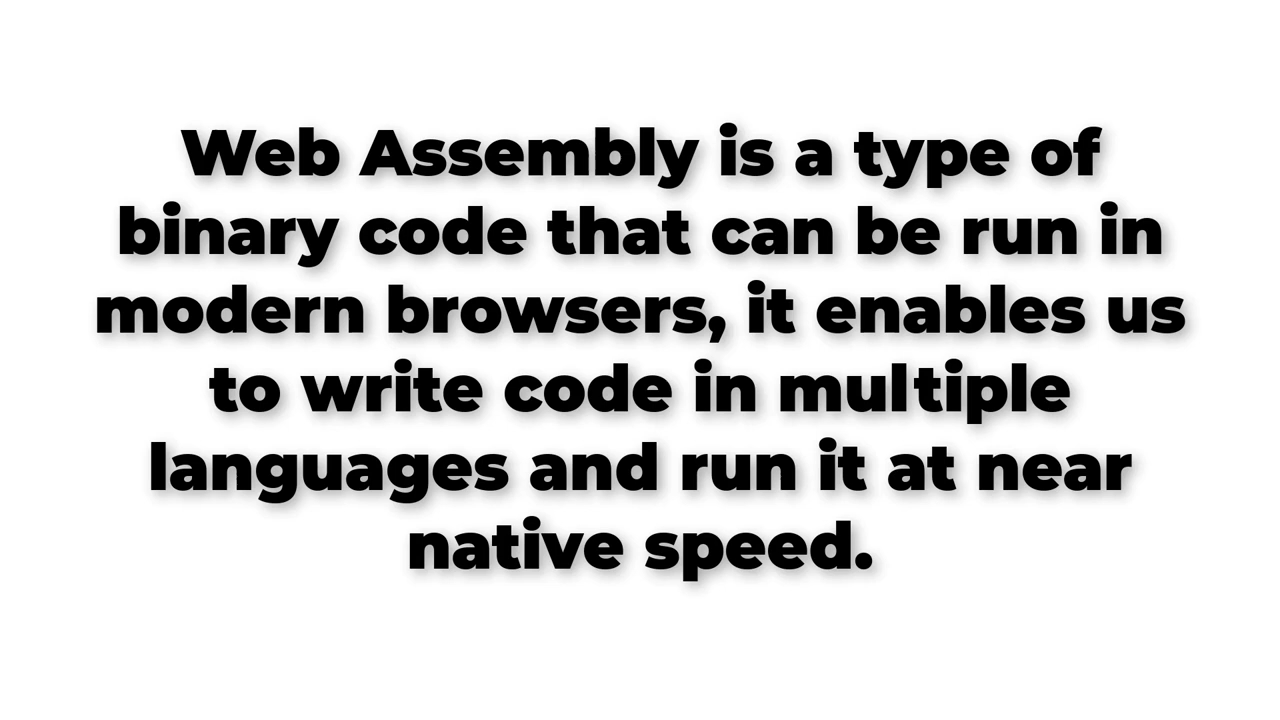 Web Assembly is a type of
binary code that can be run in
modern browsers, it enables us
to write code in multiple
languages and run it at near
native speed.